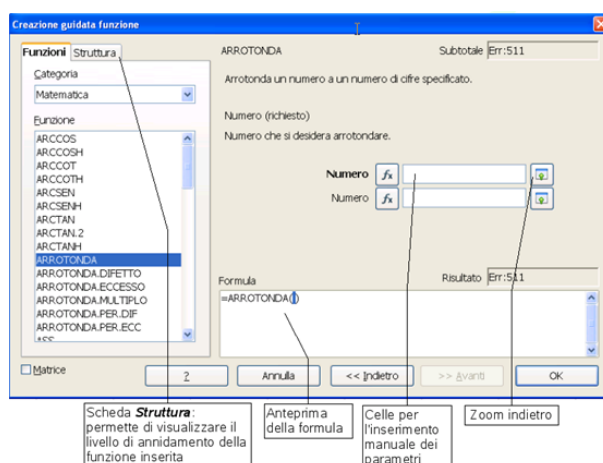 Creazione guidata funzione
Funzioni Struttura
Categoria
Matematica
Funzione
ARCCOS
ARCCOSH
ARCCOT
ARCCOTH
ARCSEN
ARCSENH
ARCTAN
ARCTAN.2
ARCTANH
ARROTONDA
ARROTONDA.DIFETTO
ARROTONDA.ECCESSO
ARROTONDA.MULTIPLO
ARROTONDA.PER.DIF
ARROTONDA.PER.ECC
ARROTONDA Subtotale Err:511
Arrotonda un numero a un numero di cifre specificato.
Numero (richiesto)
Numero che si desidera arrotondare.
Numero fx
Numero fx
Formula Risultato Err:511
=ARROTONDA()
Matrice ? Annulla << Indietro >> Avanti OK
Scheda Struttura:
permette di visualizzare il
livello di annidamento della
funzione inserita
Anteprima
della formula
Celle per
l'inserimento
manuale dei
parametri
Zoom indietro